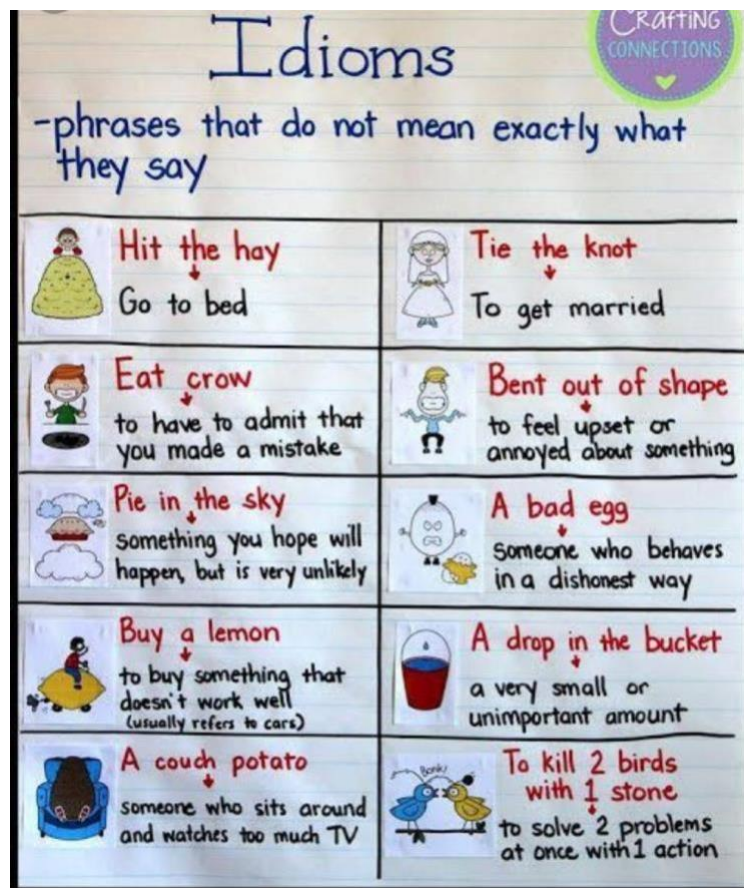 CRAFTING
CONNECTIONS
Idioms
-phrases that do not mean exactly what
they say
Hit the hay
Go to bed
Tie the knot
To get married
Eat crow
to have to admit that
you made a mistake
Bent out of shape
to feel upset or
annoyed about something
Pie in the sky
something you hope will
happen, but is very unlikely
A bad egg
Someone who behaves
in a dishonest way
Buy a lemon
to buy something that
doesn't work well
(usually refers to cars)
A drop in the bucket
a very small or
unimportant amount
A couch potato
someone who sits around
and watches too much TV
Bonk!
To kill 2 birds
with 1 stone
to solve 2 problems
at once with 1 action